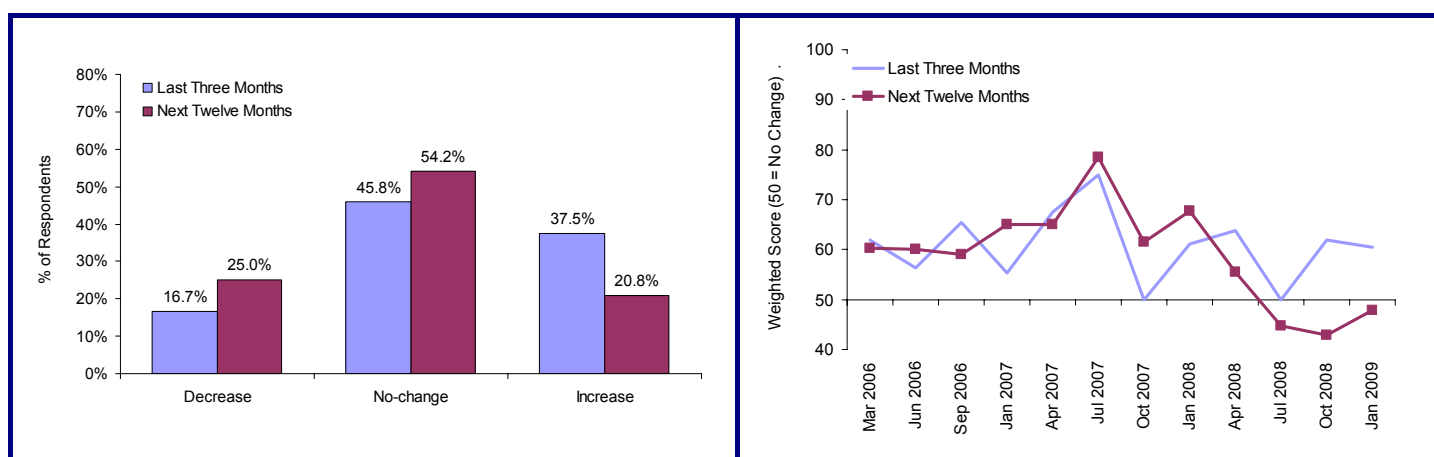 80%
70%
60%
50%
40%
30%
20%
10%
0%
% of Respondents
Last Three Months
Next Twelve Months
16.7%
25.0%
45.8%
54.2%
37.5%
20.8%
Decrease
No-change
Increase
100
90
80
70
60
50
40
Weighted Score (50 = No Change) .
Last Three Months
Next Twelve Months
Mar 2006
Jun 2006
Sep 2006
Jan 2007
Apr 2007
Jul 2007
Oct 2007
Jan 2008
Apr 2008
Jul 2008
Oct 2008
Jan 2009